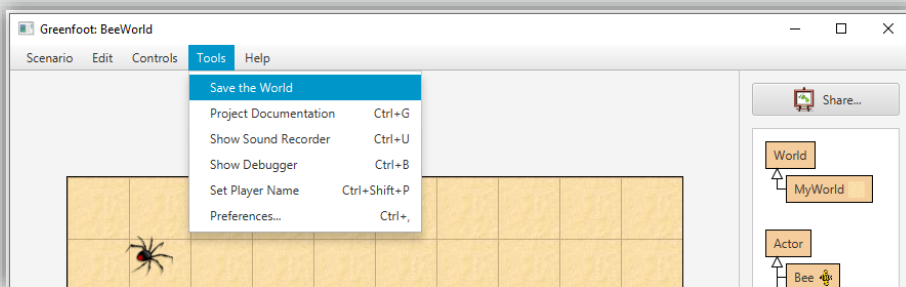 Greenfoot: BeeWorld
Scenario Edit Controls Tools Help
Save the World
Project Documentation Ctrl+G
Show Sound Recorder Ctrl+U
Show Debugger Ctrl+B
Set Player Name Ctrl+Shift+P
Preferences... Ctrl+,
Share...
World
MyWorld
Actor
Bee